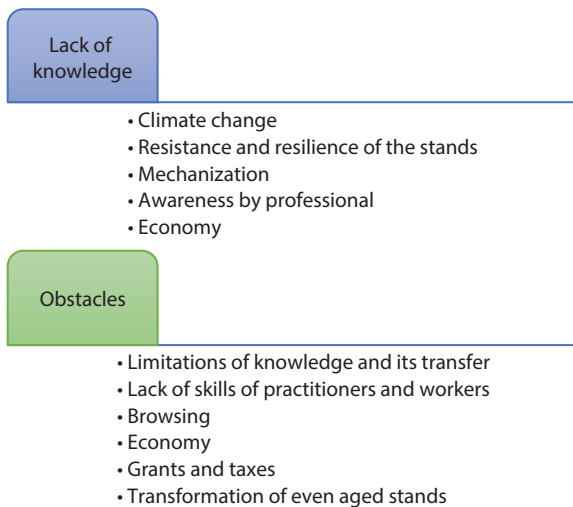 Lack of
knowledge
• Climate change
• Resistance and resilience of the stands
• Mechanization
• Awareness by professional
• Economy
Obstacles
• Limitations of knowledge and its transfer
• Lack of skills of practitioners and workers
• Browsing
• Economy
• Grants and taxes
• Transformation of even aged stands